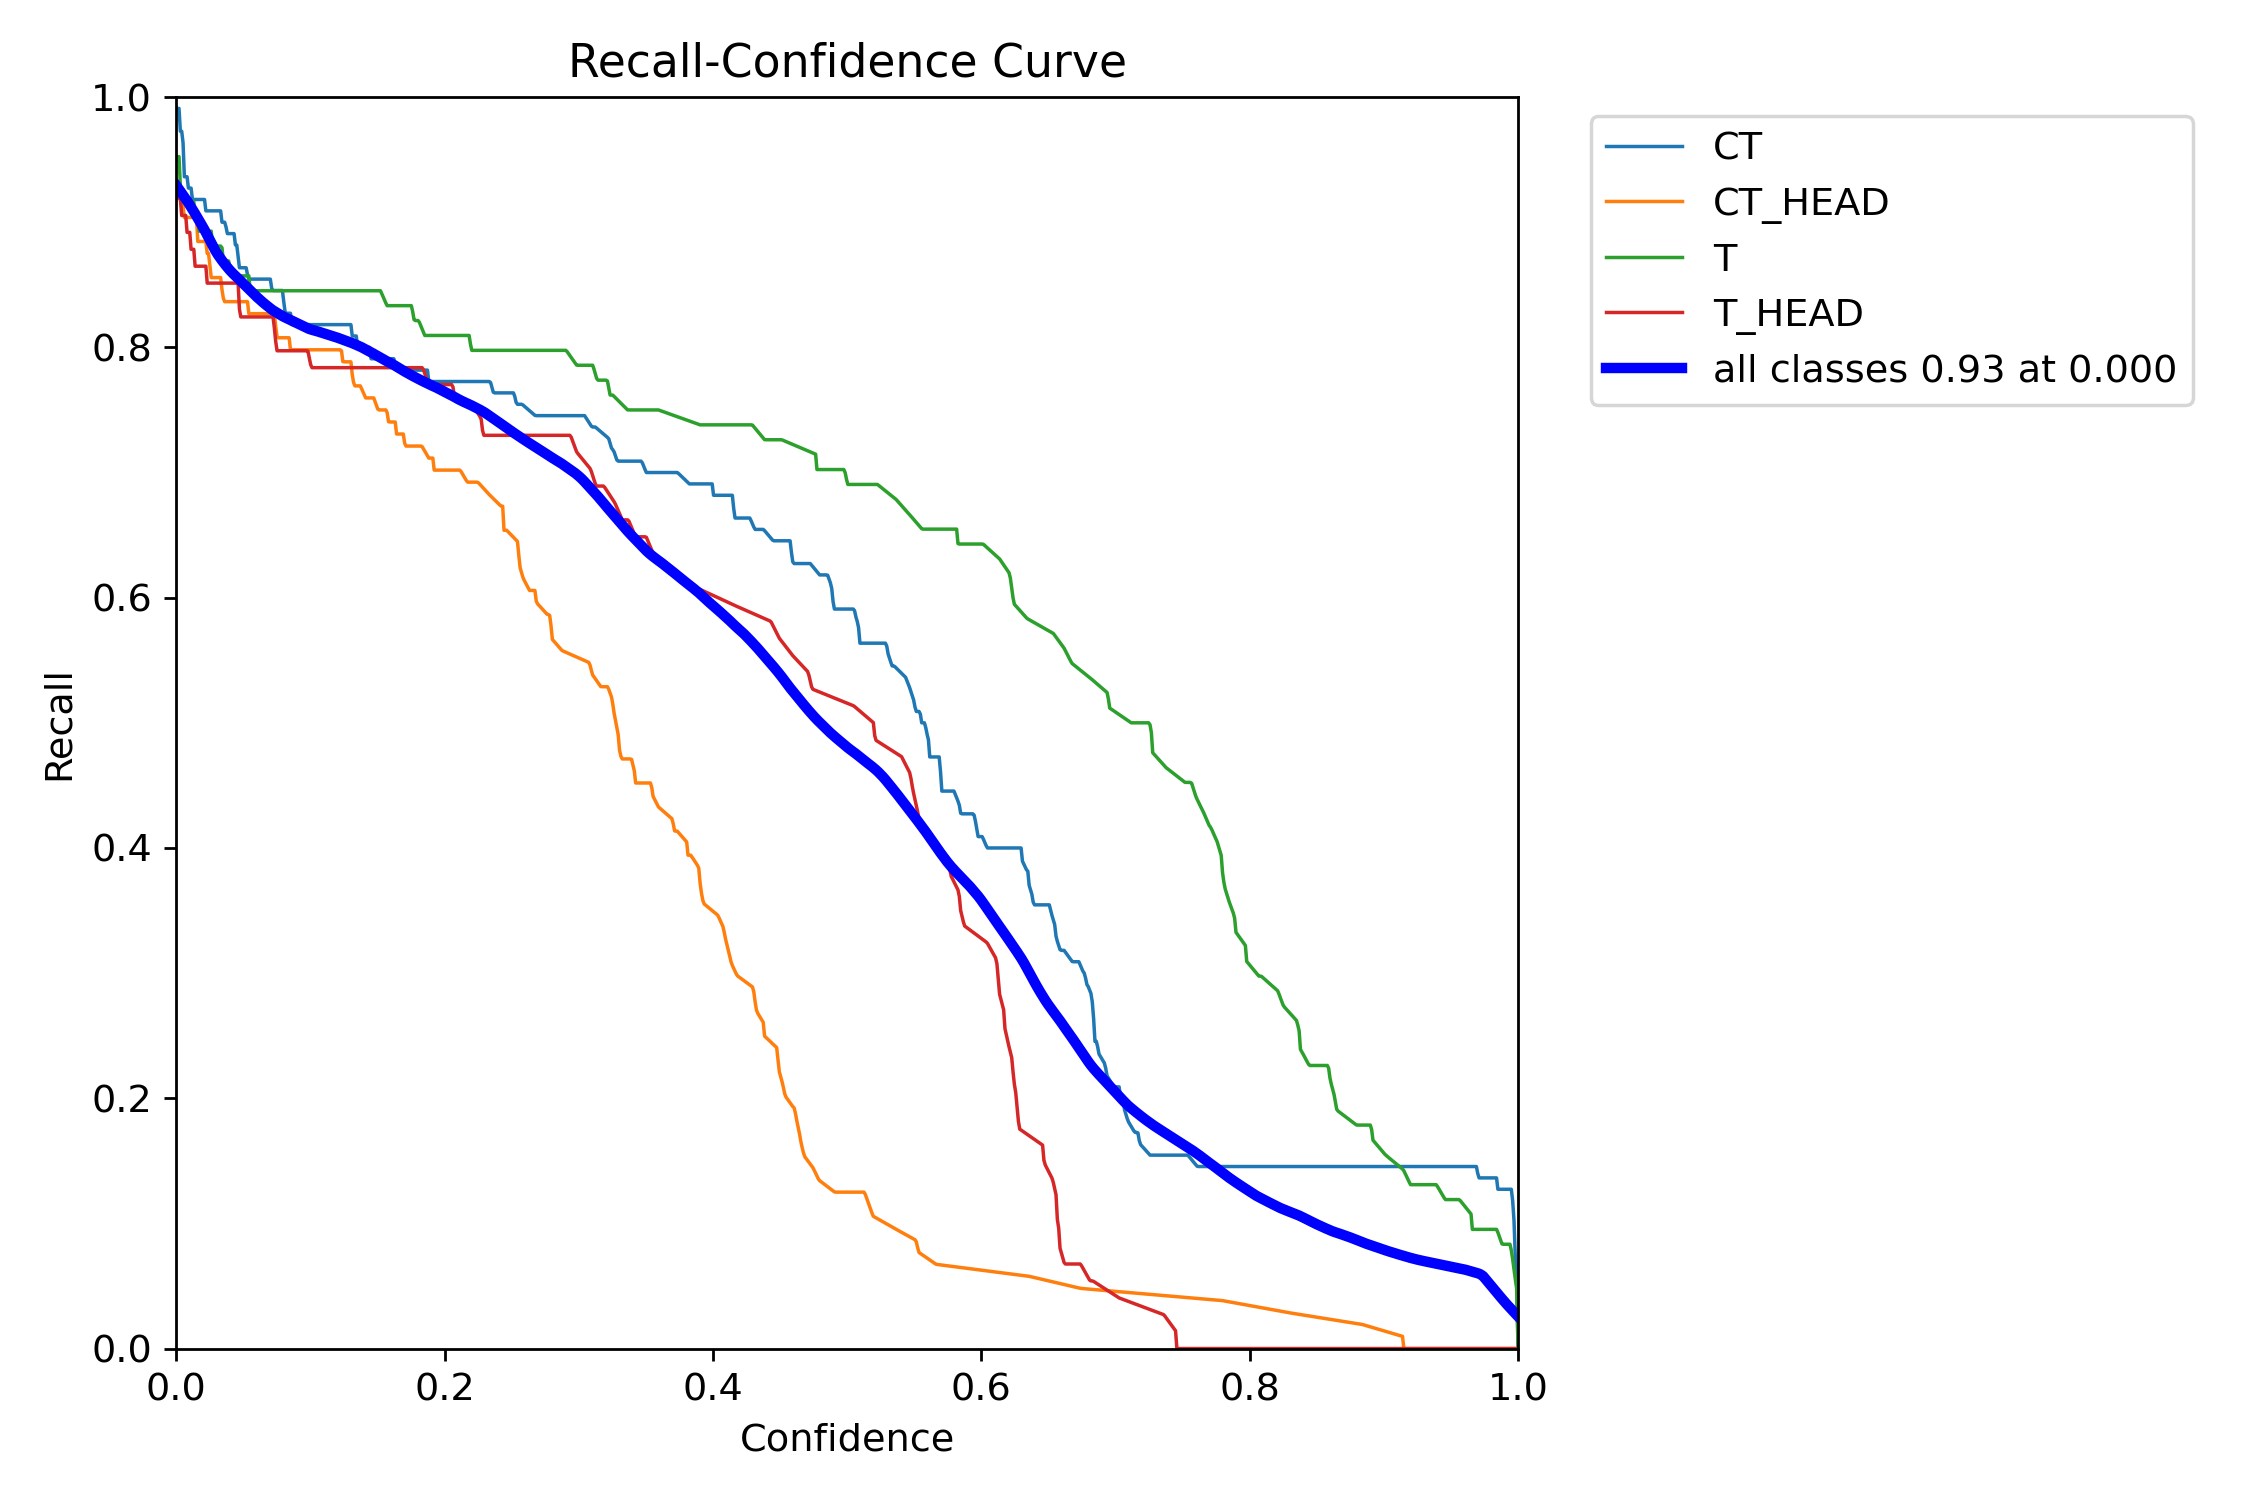 Recall-Confidence Curve
1.0
0.8
0.6
0.4
0.2
0.0
Recall
0.0 0.2 0.4 0.6 0.8 1.0
Confidence
CT
CT_HEAD
T
T_HEAD
all classes 0.93 at 0.000